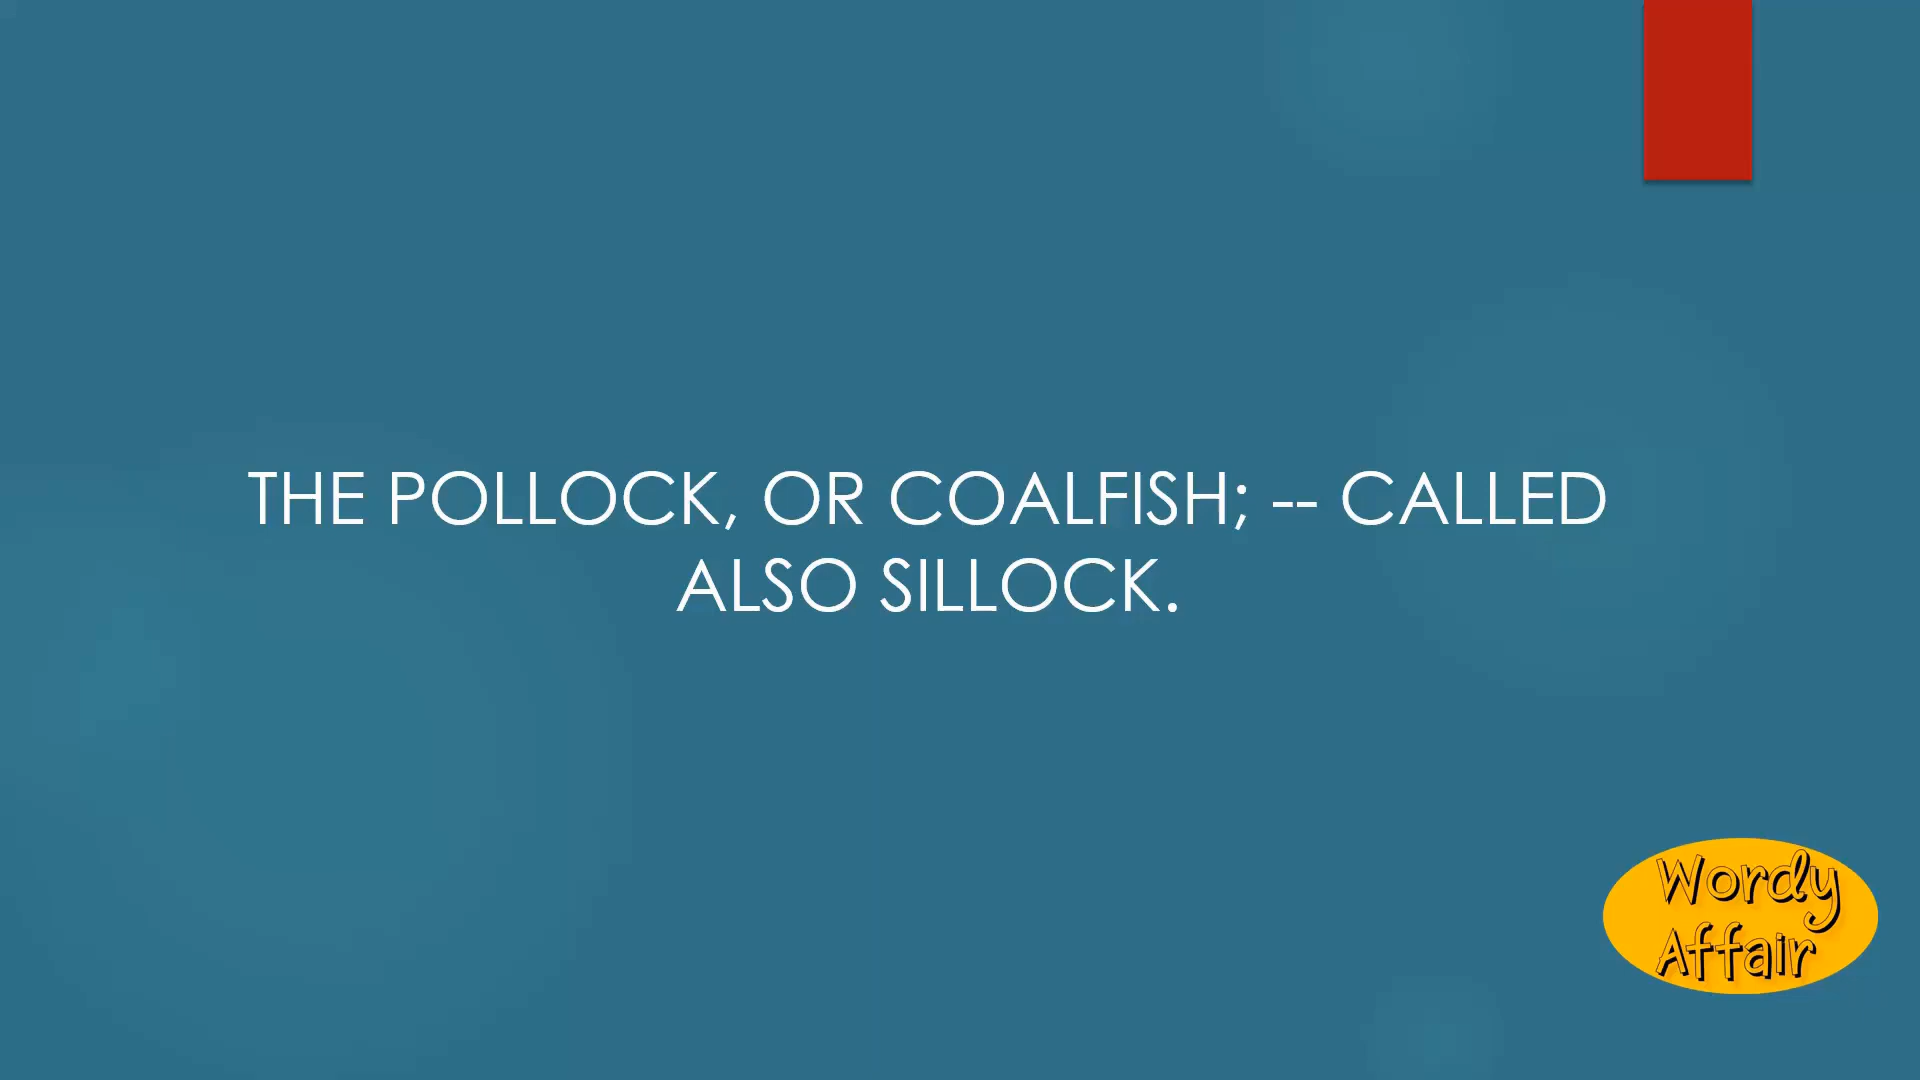 THE POLLOCK, OR COALFISH; -- CALLED
ALSO SILLOCK.
Wordy
Affair